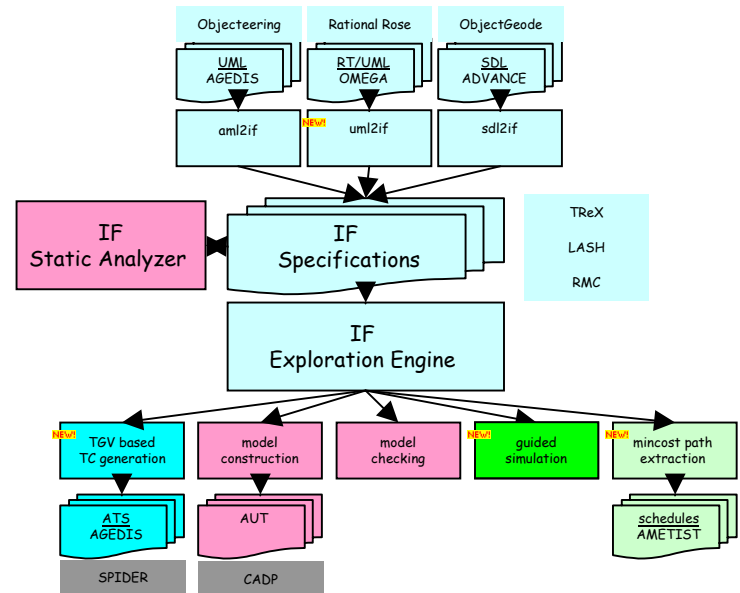 Objecteering
Rational Rose
ObjectGeode
UML
AGEDIS
RT/UML
OMEGA
SDL
ADVANCE
aml2if
NEW!
uml2if
sdl2if
IF
Static Analyzer
IF
Specifications
TReX
LASH
RMC
IF
Exploration Engine
NEW!
TGV based
TC generation
model
construction
model
checking
NEW!
guided
simulation
NEW!
mincost path
extraction
ATS
AGEDIS
AUT
schedules
AMETIST
SPIDER
CADP